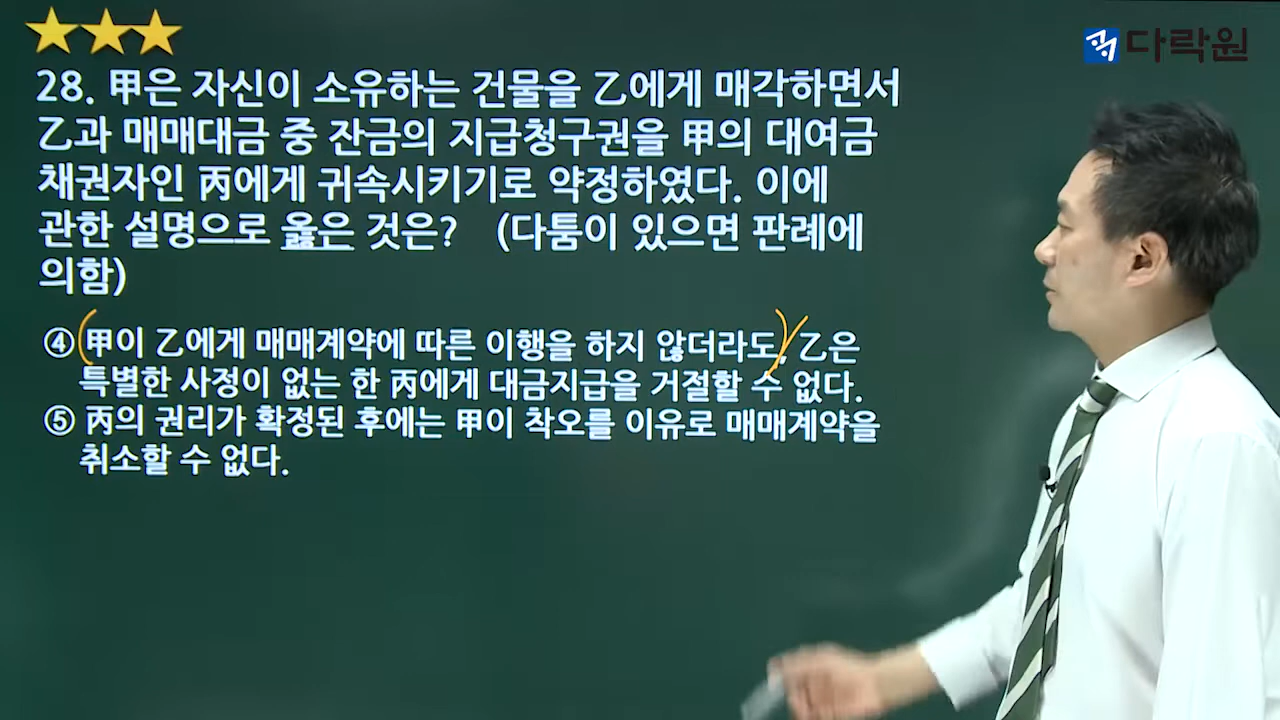 다락원
28. 甲은 자신이 소유하는 건물을 乙에게 매각하면서
乙과 매매대금 중 잔금의 지급청구권을 甲의 대여금
채권자인 丙에게 귀속시키기로 약정하였다. 이에
관한 설명으로 옳은 것은? (다툼이 있으면 판례에
의함)
④ 甲이 乙에게 매매계약에 따른 이행을 하지 않더라도, 乙은
특별한 사정이 없는 한 丙에게 대금지급을 거절할 수 없다.
⑤ 丙의 권리가 확정된 후에는 甲이 착오를 이유로 매매계약을
취소할 수 없다.